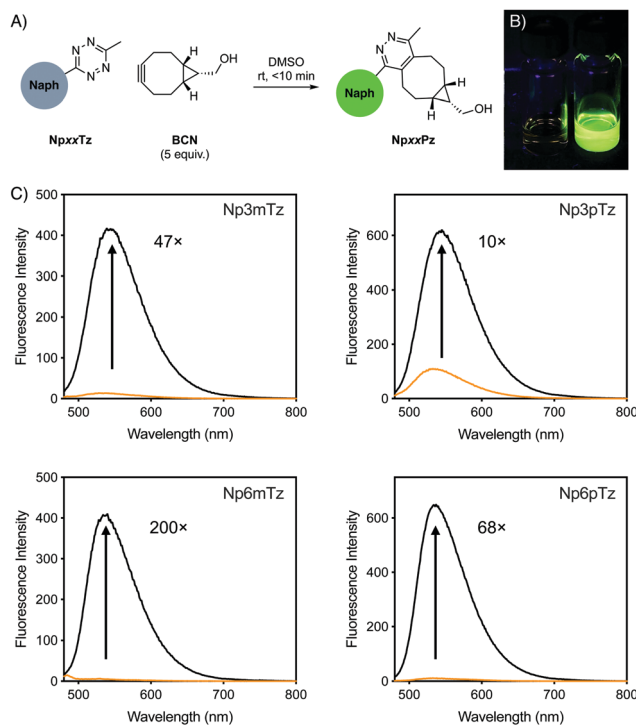 A)
B)
Naph
N
N
N
N
H
H
OH
DMSO
rt, <10 min
Naph
N
N
H
H
OH
NpxxTz
BCN
(5 equiv.)
NpxxPz
C)
500
400
300
200
100
0
Fluorescence Intensity
Np3mTz
47×
500
600
700
800
Wavelength (nm)
600
400
200
0
Fluorescence Intensity
Np3pTz
10×
500
600
700
800
Wavelength (nm)
500
400
300
200
100
0
Fluorescence Intensity
Np6mTz
200×
500
600
700
800
Wavelength (nm)
600
400
200
0
Fluorescence Intensity
Np6pTz
68×
500
600
700
800
Wavelength (nm)